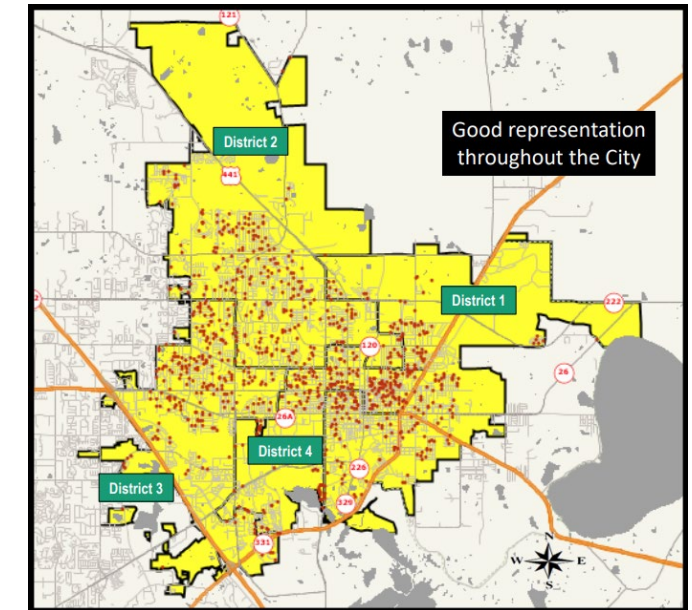 121
District 2
Good representation
throughout the City
441
District 1
222
2
120
26
26A
District 4
226
District 3
329
331
N
W E
S